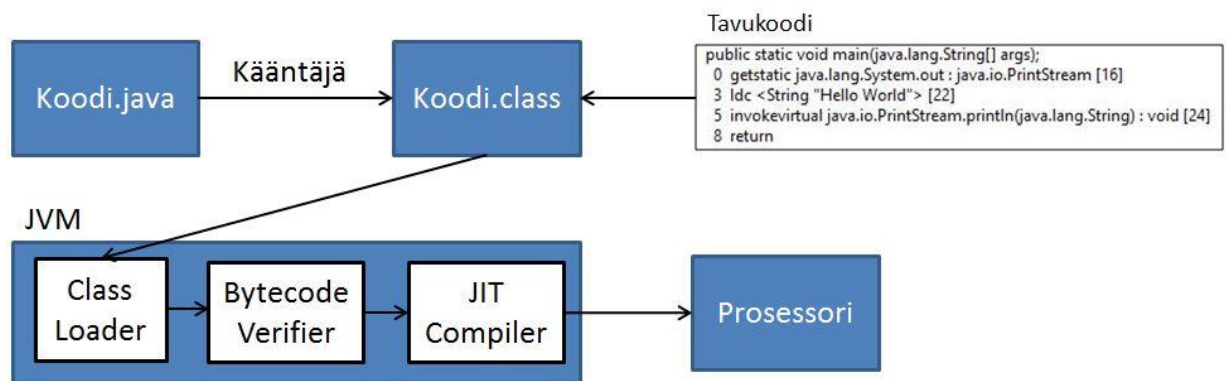 Tavukoodi
Koodi.java
Kääntäjä
Koodi.class
public static void main(java.lang.String[] args);
0 getstatic java.lang.System.out : java.io.PrintStream [16]
3 ldc <String "Hello World"> [22]
5 invokevirtual java.io.PrintStream.println(java.lang.String) : void [24]
8 return
JVM
Class
Loader
Bytecode
Verifier
JIT
Compiler
Prosessori